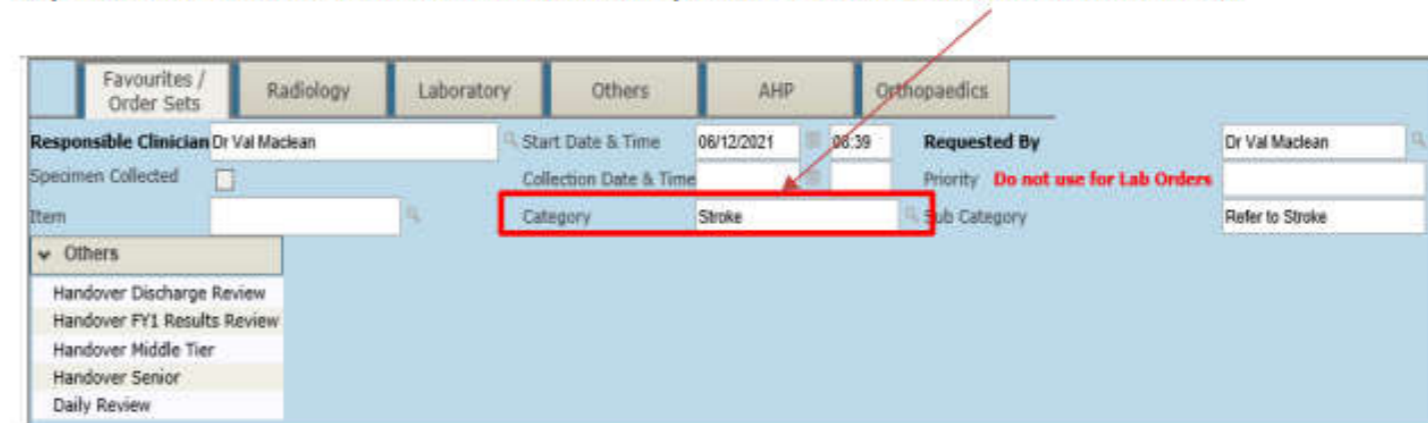 Favourites / Order Sets Radiology Laboratory Others AHP Orthopaedics
Responsible Clinician Dr Val Maclean Start Date & Time 06/12/2021 08:39 Requested By Dr Val Maclean
Specimen Collected Collection Date & Time Priority Do not use for Lab Orders
Item Category Stroke Sub Category Refer to Stroke
Others
Handover Discharge Review
Handover FY1 Results Review
Handover Middle Tier
Handover Senior
Daily Review